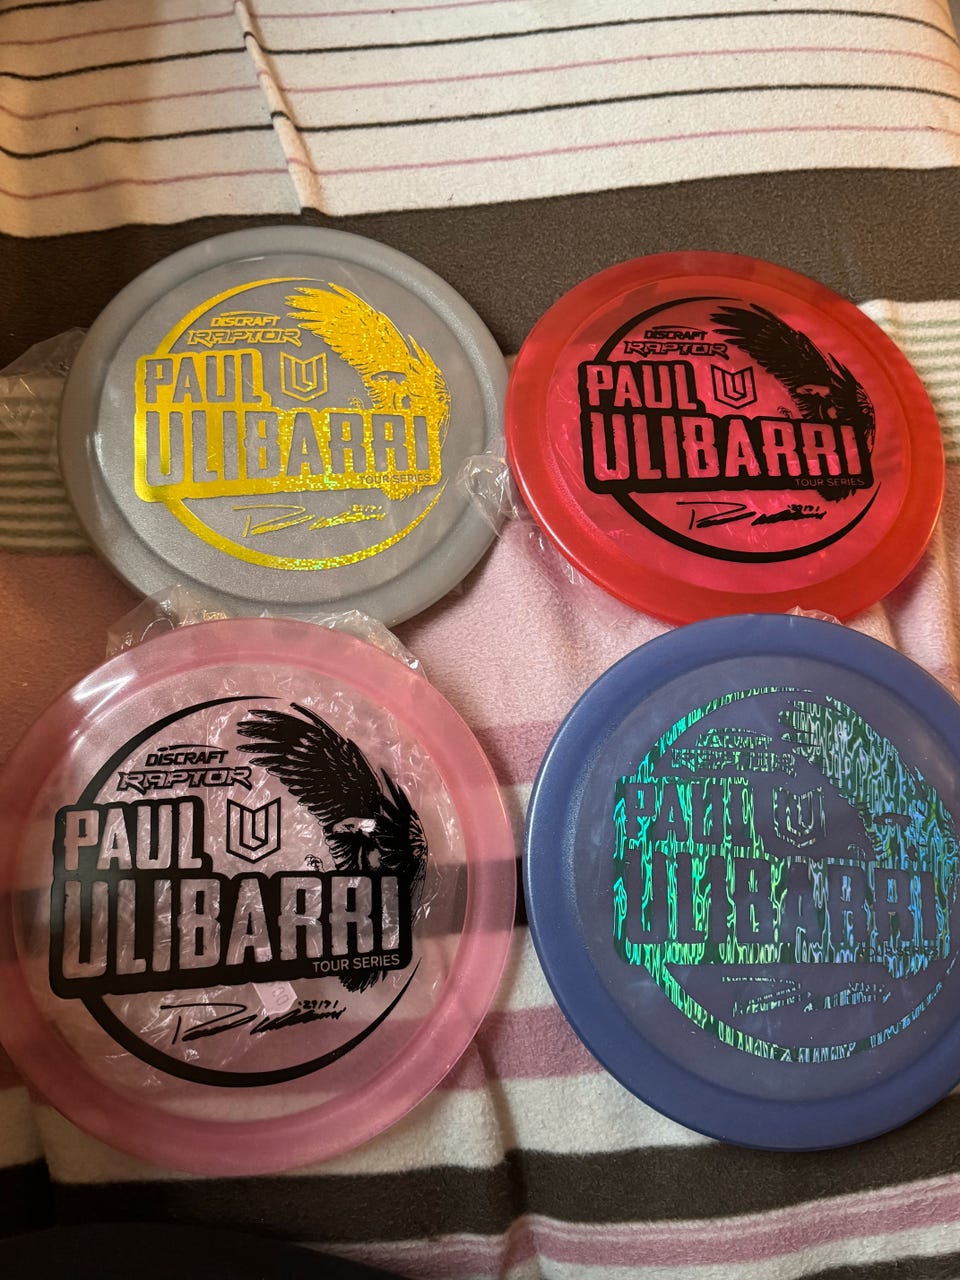 DISCRAFT
RAPTOR
PAUL
ULIBARRI
TOUR SERIES
DISCRAFT
RAPTOR
PAUL
ULIBARRI
TOUR SERIES
DISCRAFT
RAPTOR
PAUL
ULIBARRI
TOUR SERIES
PAUL
ULIBARRI